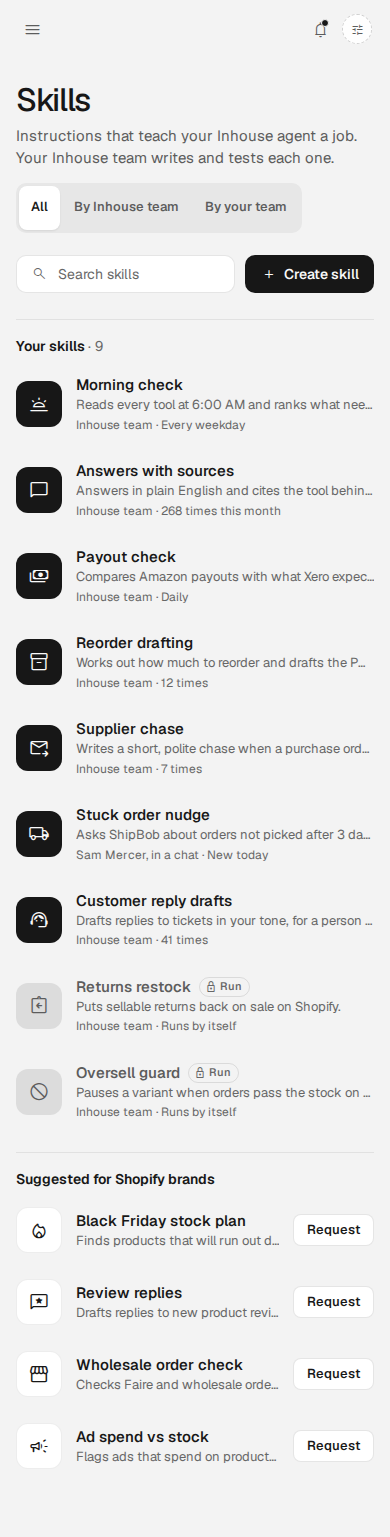 Skills
Instructions that teach your Inhouse agent a job.
Your Inhouse team writes and tests each one.
All
By Inhouse team
By your team
Search skills
+ Create skill
Your skills · 9
Morning check
Reads every tool at 6:00 AM and ranks what nee...
Inhouse team · Every weekday
Answers with sources
Answers in plain English and cites the tool behin...
Inhouse team · 268 times this month
Payout check
Compares Amazon payouts with what Xero expec...
Inhouse team · Daily
Reorder drafting
Works out how much to reorder and drafts the P...
Inhouse team · 12 times
Supplier chase
Writes a short, polite chase when a purchase ord...
Inhouse team · 7 times
Stuck order nudge
Asks ShipBob about orders not picked after 3 da...
Sam Mercer, in a chat · New today
Customer reply drafts
Drafts replies to tickets in your tone, for a person ...
Inhouse team · 41 times
Returns restock Run
Puts sellable returns back on sale on Shopify.
Inhouse team · Runs by itself
Oversell guard Run
Pauses a variant when orders pass the stock on ...
Inhouse team · Runs by itself
Suggested for Shopify brands
Black Friday stock plan
Finds products that will run out d...
Request
Review replies
Drafts replies to new product revi...
Request
Wholesale order check
Checks Faire and wholesale orde...
Request
Ad spend vs stock
Flags ads that spend on product...
Request